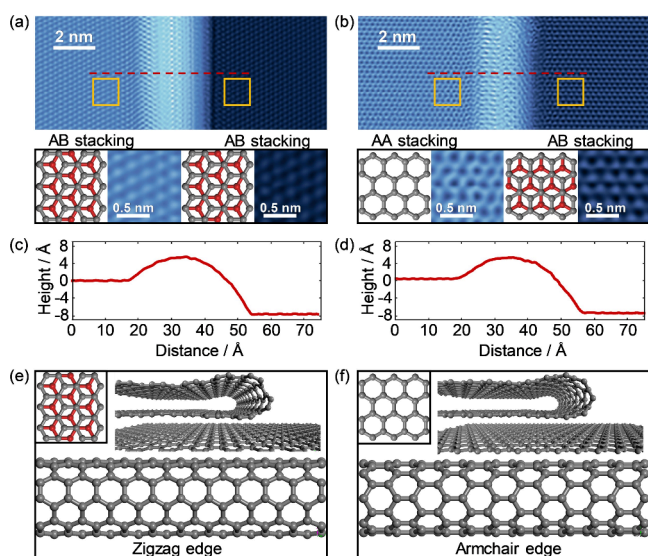 (a)
2 nm
AB stacking AB stacking
0.5 nm 0.5 nm
(b)
2 nm
AA stacking AB stacking
0.5 nm 0.5 nm
(c)
Height / Å
8
4
0
-4
-8
0 10 20 30 40 50 60 70
Distance / Å
(d)
Height / Å
8
4
0
-4
-8
0 10 20 30 40 50 60 70
Distance / Å
(e)
Zigzag edge
(f)
Armchair edge